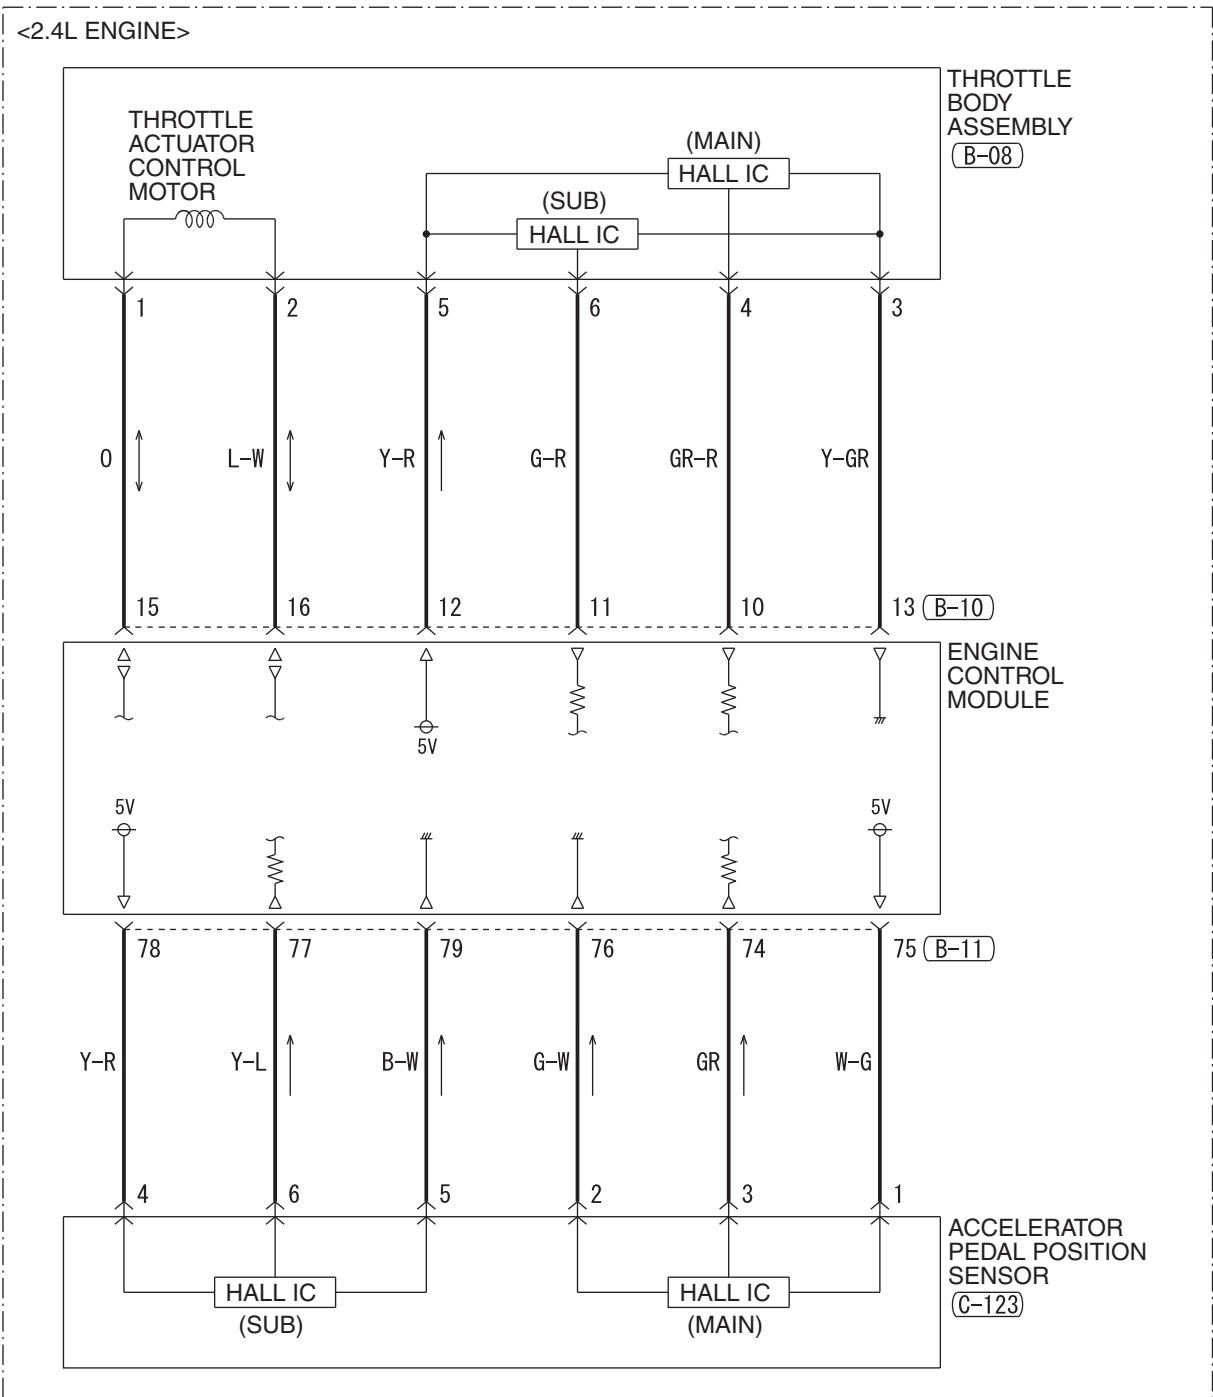 <2.4L ENGINE>
THROTTLE
BODY
ASSEMBLY
B-08
THROTTLE
ACTUATOR
CONTROL
MOTOR
(MAIN)
HALL IC
(SUB)
HALL IC
1 2 5 6 4 3
O L-W Y-R G-R GR-R Y-GR
15 16 12 11 10 13 B-10
ENGINE
CONTROL
MODULE
5V
5V 5V
78 77 79 76 74 75 B-11
Y-R Y-L B-W G-W GR W-G
4 6 5 2 3 1
ACCELERATOR
PEDAL POSITION
SENSOR
C-123
HALL IC HALL IC
(SUB) (MAIN)